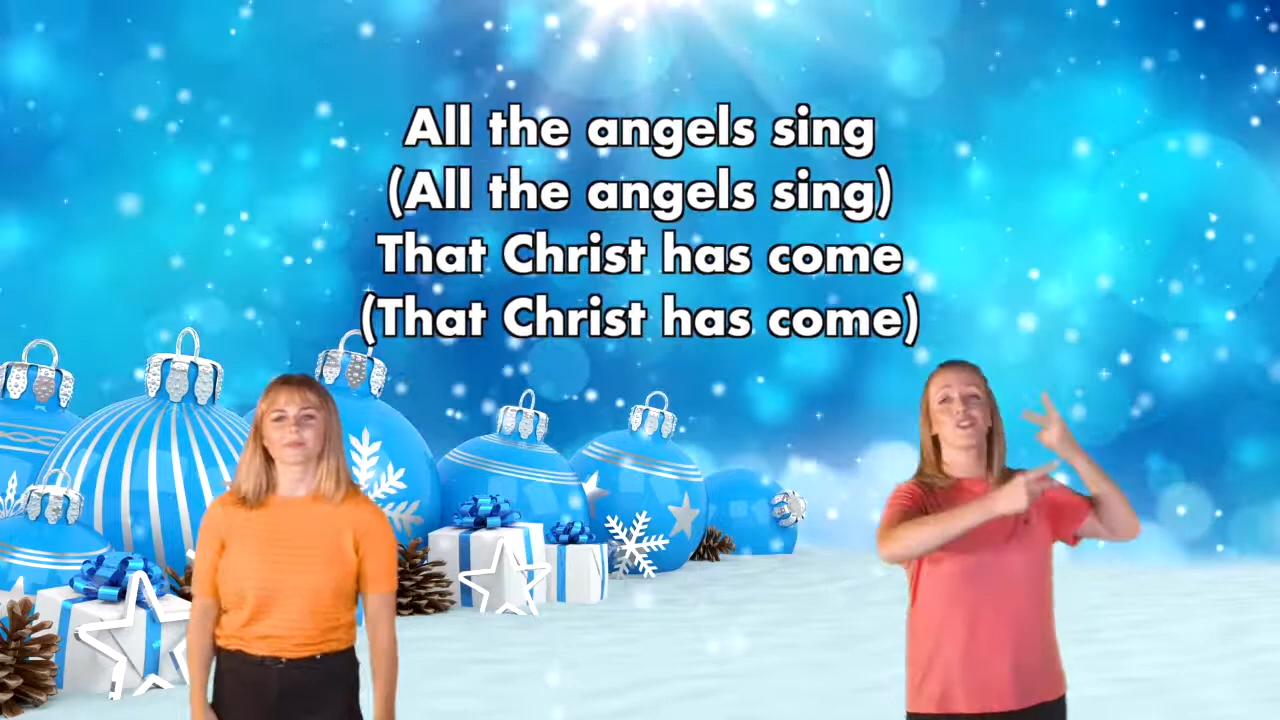 All the angels sing
(All the angels sing)
That Christ has come
(That Christ has come)